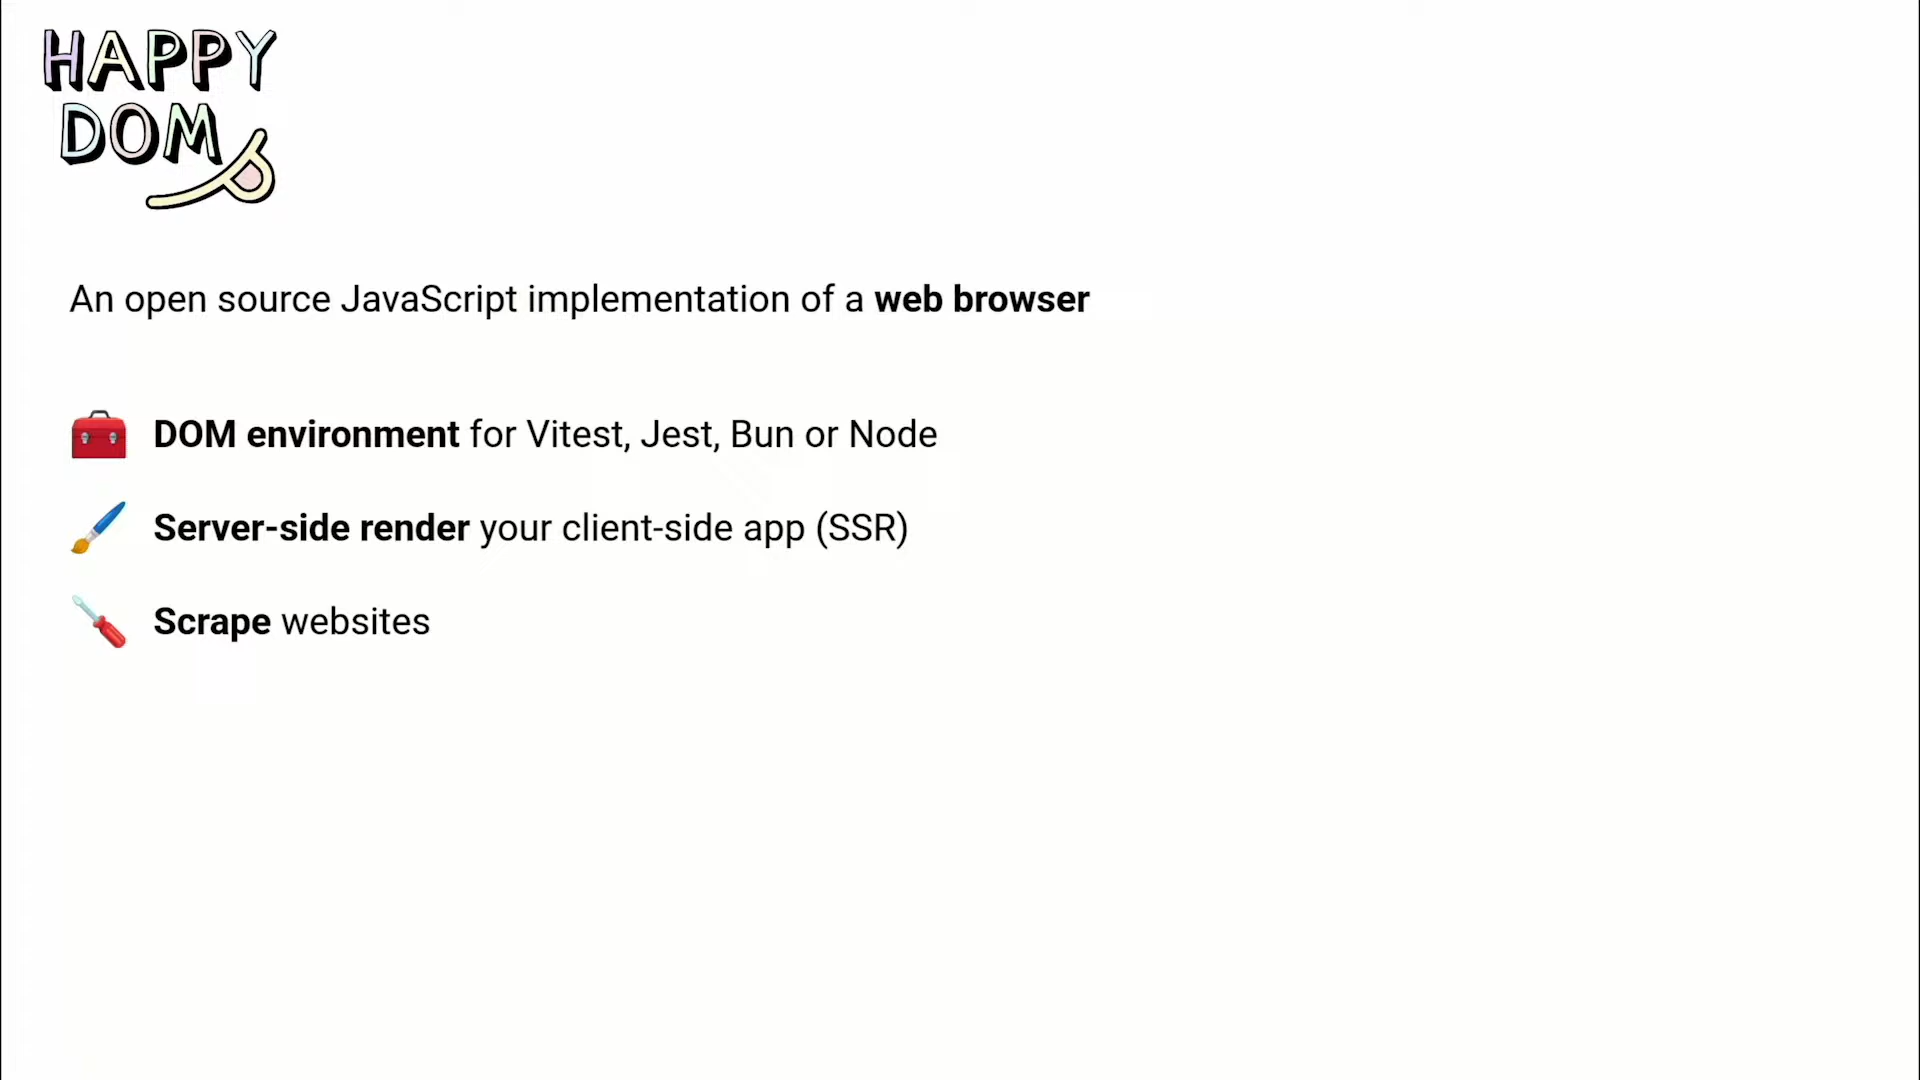 HAPPY
DOM
An open source JavaScript implementation of a web browser
DOM environment for Vitest, Jest, Bun or Node
Server-side render your client-side app (SSR)
Scrape websites